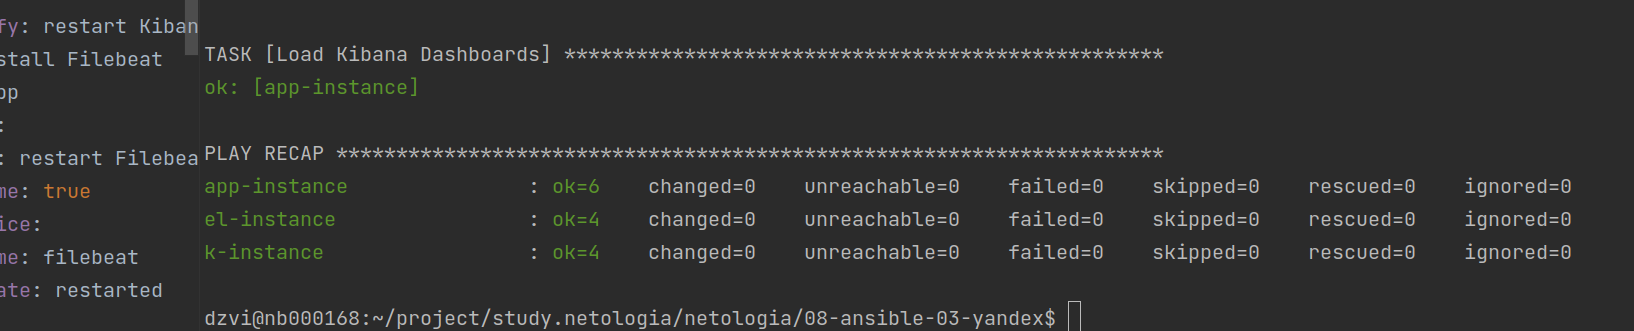 fy: restart Kiban
stall Filebeat
pp
:
: restart Filebea
me: true
ice:
me: filebeat
ate: restarted
TASK [Load Kibana Dashboards] **************************************************
ok: [app-instance]
PLAY RECAP *********************************************************************
app-instance               : ok=6    changed=0    unreachable=0    failed=0    skipped=0    rescued=0    ignored=0
el-instance                : ok=4    changed=0    unreachable=0    failed=0    skipped=0    rescued=0    ignored=0
k-instance                 : ok=4    changed=0    unreachable=0    failed=0    skipped=0    rescued=0    ignored=0
dzvi@nb000168:~/project/study.netologia/netologia/08-ansible-03-yandex$